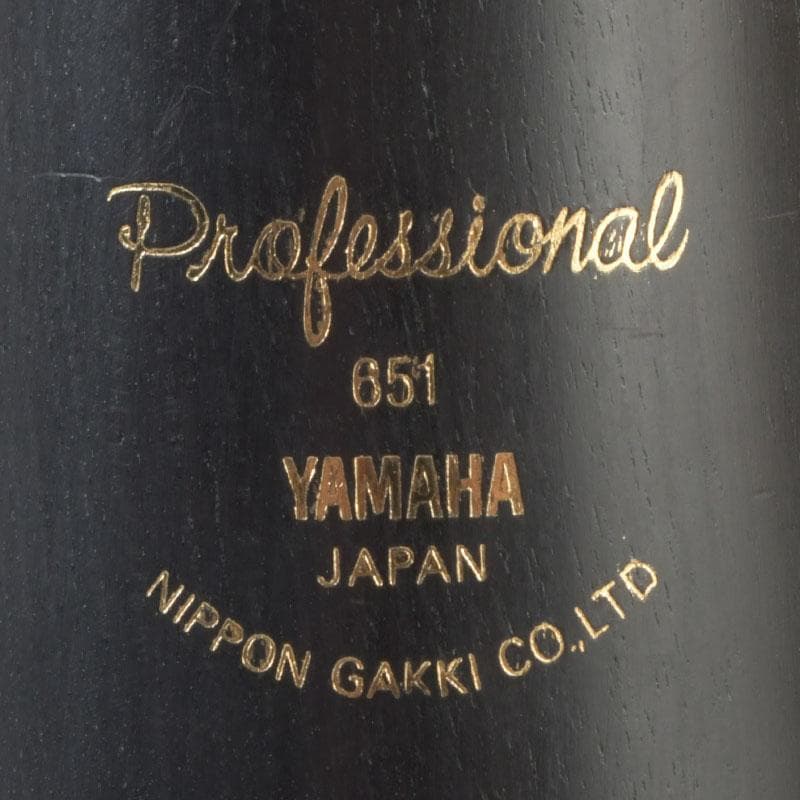 Professional
651
YAMAHA
JAPAN
NIPPON GAKKI CO.,LTD